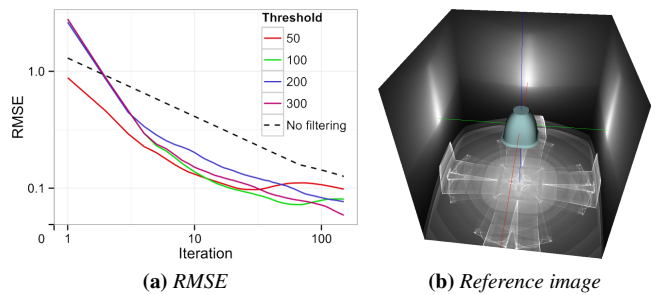 Threshold
50
100
200
300
No filtering
RMSE
1.0
0.1
0
1
10
100
Iteration
(a) RMSE
(b) Reference image